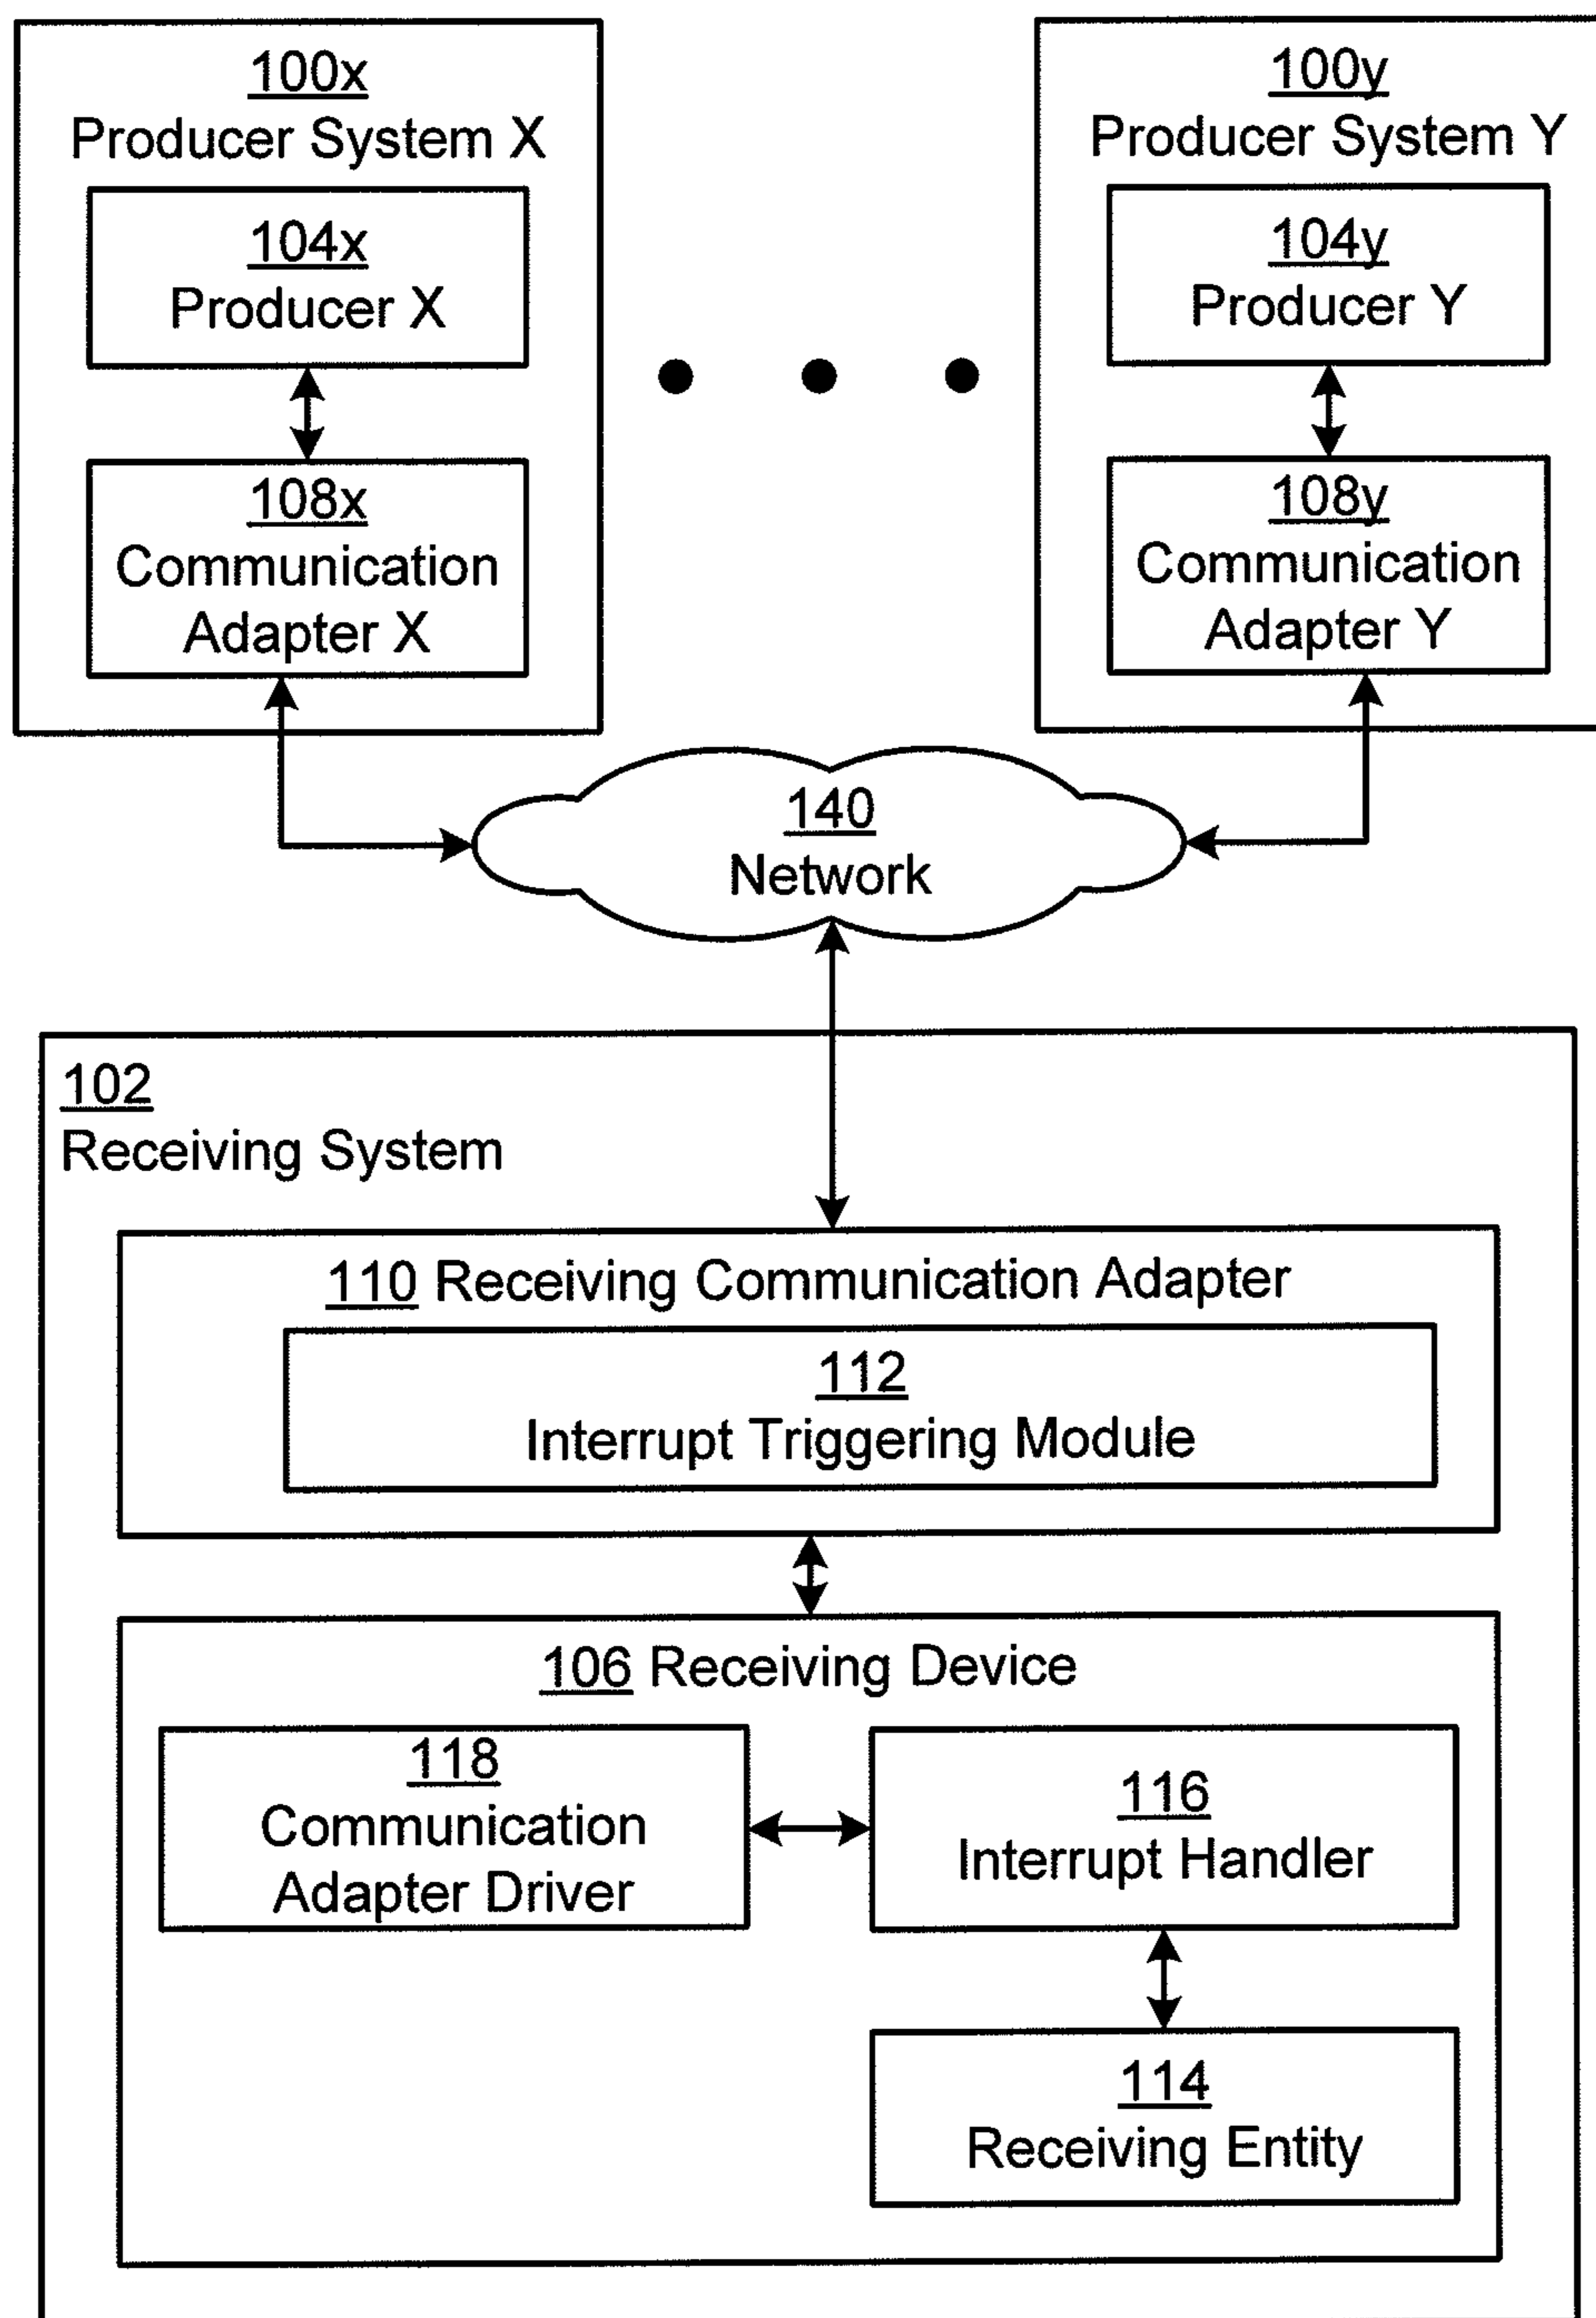 100x
Producer System X
104x
Producer X
108x
Communication
Adapter X
100y
Producer System Y
104y
Producer Y
108y
Communication
Adapter Y
140
Network
102
Receiving System
110 Receiving Communication Adapter
112
Interrupt Triggering Module
106 Receiving Device
118
Communication
Adapter Driver
116
Interrupt Handler
114
Receiving Entity